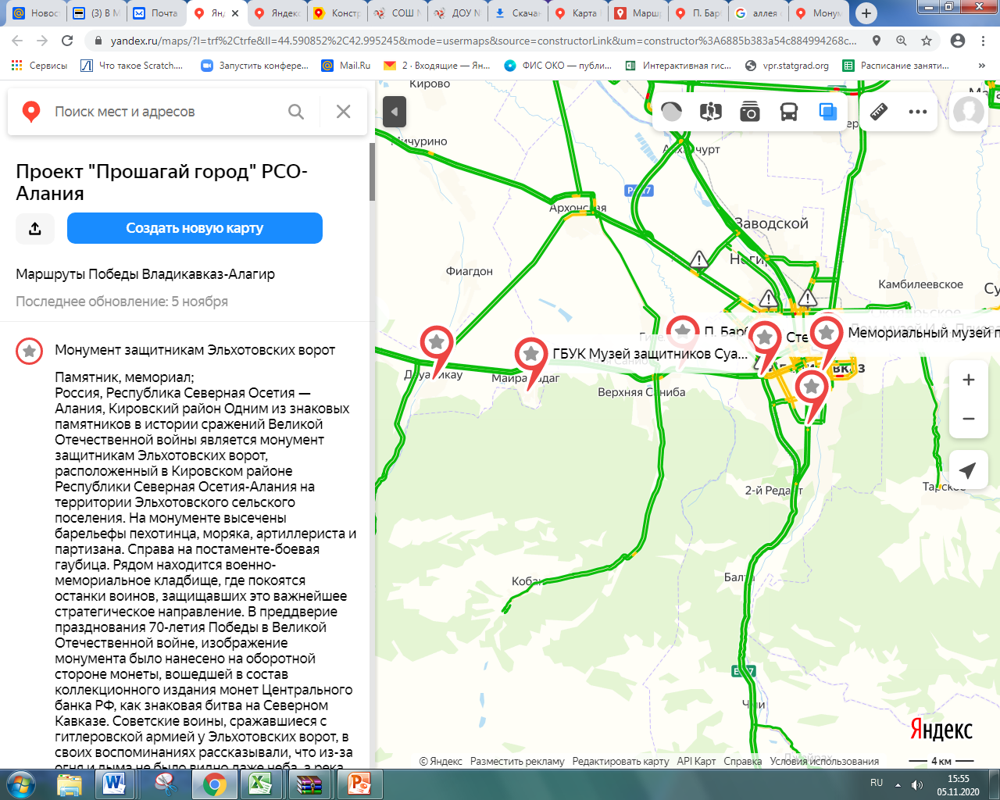 Новос
(3) В М
Почта
Янд
Яндекс
Констр
СОШ №
ДОУ №
Скачан
Карта
Маршр
П. Барб
аллея с
Монум
yandex.ru/maps/?l=trf%2Ctrfe&ll=44.590852%2C42.995245&mode=usermaps&source=constructorLink&um=constructor%3A6885b383a54c884994268c...
Сервисы
Что такое Scratch....
Запустить конфере...
Mail.Ru
2 · Входящие — Ян...
ФИС ОКО — публи...
Интерактивная гис...
vpr.statgrad.org
Расписание заняти...
»
Поиск мест и адресов
Проект "Прошагай город" РСО-
Алания
Создать новую карту
Маршруты Победы Владикавказ-Алагир
Последнее обновление: 5 ноября
Монумент защитникам Эльхотовских ворот
Памятник, мемориал;
Россия, Республика Северная Осетия —
Алания, Кировский район Одним из знаковых
памятников в истории сражений Великой
Отечественной войны является монумент
защитникам Эльхотовских ворот,
расположенный в Кировском районе
Республики Северная Осетия-Алания на
территории Эльхотовского сельского
поселения. На монументе высечены
барельефы пехотинца, моряка, артиллериста и
партизана. Справа на постаменте-боевая
гаубица. Рядом находится военно-
мемориальное кладбище, где покоятся
останки воинов, защищавших это важнейшее
стратегическое направление. В преддверие
празднования 70-летия Победы в Великой
Отечественной войне, изображение
монумента было нанесено на оборотной
стороне монеты, вошедшей в состав
коллекционного издания монет Центрального
банка РФ, как знаковая битва на Северном
Кавказе. Советские воины, сражавшиеся с
гитлеровской армией у Эльхотовских ворот, в
своих воспоминаниях рассказывали, что из-за
огня и дыма не было видно даже неба, а река
Кирово
Мичурино
Архонская
Заводской
Фиагдон
Камбилеевское
П. Барб
Сте
Мемориальный музей п
ГБУК Музей защитников Суа...
Верхняя Саниба
2-й Редант
Тарское
Кобан
Балта
Чми
Яндекс
© Яндекс Разместить рекламу Редактировать карту API Карт Справка Условия использования
4 км
RU
15:55
05.11.2020